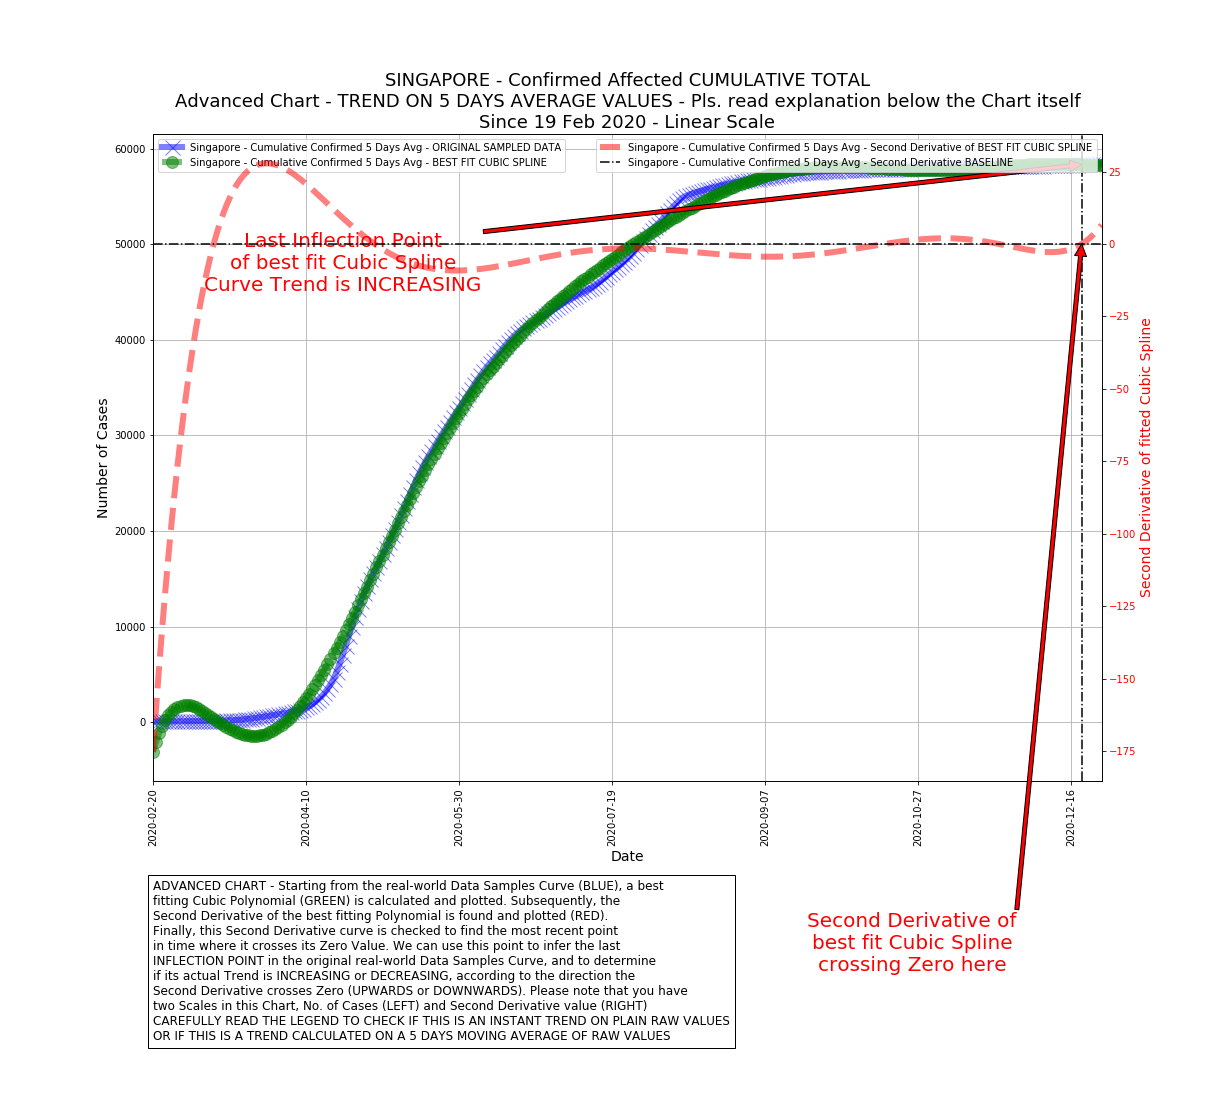 SINGAPORE - Confirmed Affected CUMULATIVE TOTAL
Advanced Chart - TREND ON 5 DAYS AVERAGE VALUES - Pls. read explanation below the Chart itself
Since 19 Feb 2020 - Linear Scale
Singapore - Cumulative Confirmed 5 Days Avg - ORIGINAL SAMPLED DATA
Singapore - Cumulative Confirmed 5 Days Avg - BEST FIT CUBIC SPLINE
Singapore - Cumulative Confirmed 5 Days Avg - Second Derivative of BEST FIT CUBIC SPLINE
Singapore - Cumulative Confirmed 5 Days Avg - Second Derivative BASELINE
60000
50000
40000
30000
20000
10000
0
Number of Cases
Last Inflection Point
of best fit Cubic Spline
Curve Trend is INCREASING
25
0
−25
−50
−75
−100
−125
−150
−175
Second Derivative of fitted Cubic Spline
2020-02-20
2020-04-10
2020-05-30
2020-07-19
2020-09-07
2020-10-27
2020-12-16
Date
ADVANCED CHART - Starting from the real-world Data Samples Curve (BLUE), a best
fitting Cubic Polynomial (GREEN) is calculated and plotted. Subsequently, the
Second Derivative of the best fitting Polynomial is found and plotted (RED).
Finally, this Second Derivative curve is checked to find the most recent point
in time where it crosses its Zero Value. We can use this point to infer the last
INFLECTION POINT in the original real-world Data Samples Curve, and to determine
if its actual Trend is INCREASING or DECREASING, according to the direction the
Second Derivative crosses Zero (UPWARDS or DOWNWARDS). Please note that you have
two Scales in this Chart, No. of Cases (LEFT) and Second Derivative value (RIGHT)
CAREFULLY READ THE LEGEND TO CHECK IF THIS IS AN INSTANT TREND ON PLAIN RAW VALUES
OR IF THIS IS A TREND CALCULATED ON A 5 DAYS MOVING AVERAGE OF RAW VALUES
Second Derivative of
best fit Cubic Spline
crossing Zero here